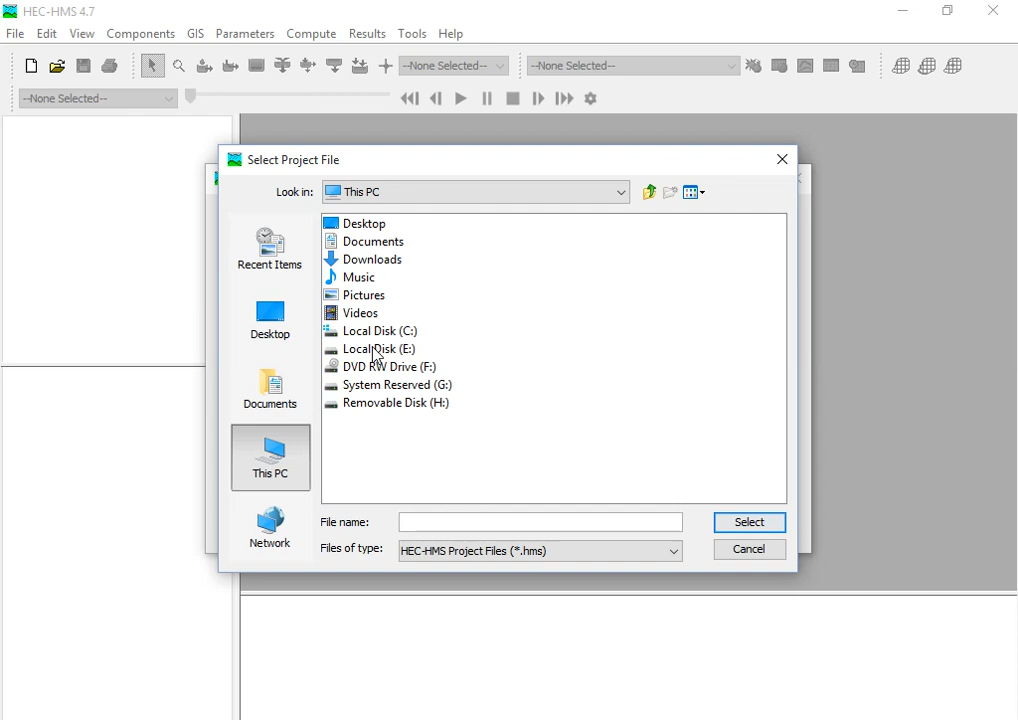 HEC-HMS 4.7
File Edit View Components GIS Parameters Compute Results Tools Help
--None Selected-- --None Selected--
--None Selected--
Select Project File
Look in: This PC
Recent Items
Desktop
Documents
This PC
Network
Desktop
Documents
Downloads
Music
Pictures
Videos
Local Disk (C:)
Local Disk (E:)
DVD RW Drive (F:)
System Reserved (G:)
Removable Disk (H:)
File name: Select
Files of type: HEC-HMS Project Files (*.hms) Cancel